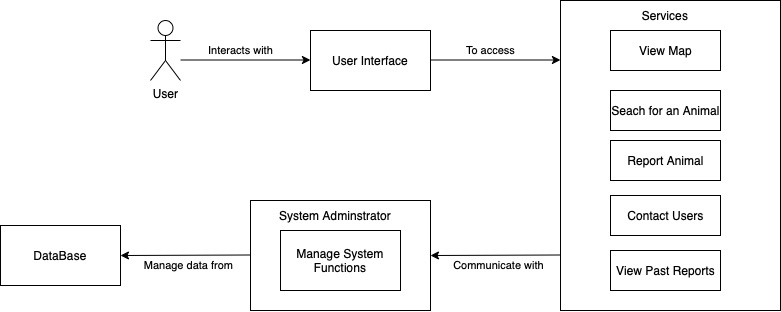 Services
Interacts with
User Interface
To access
View Map
User
Seach for an Animal
Report Animal
Contact Users
View Past Reports
System Adminstrator
Manage System
Functions
Communicate with
Manage data from
DataBase